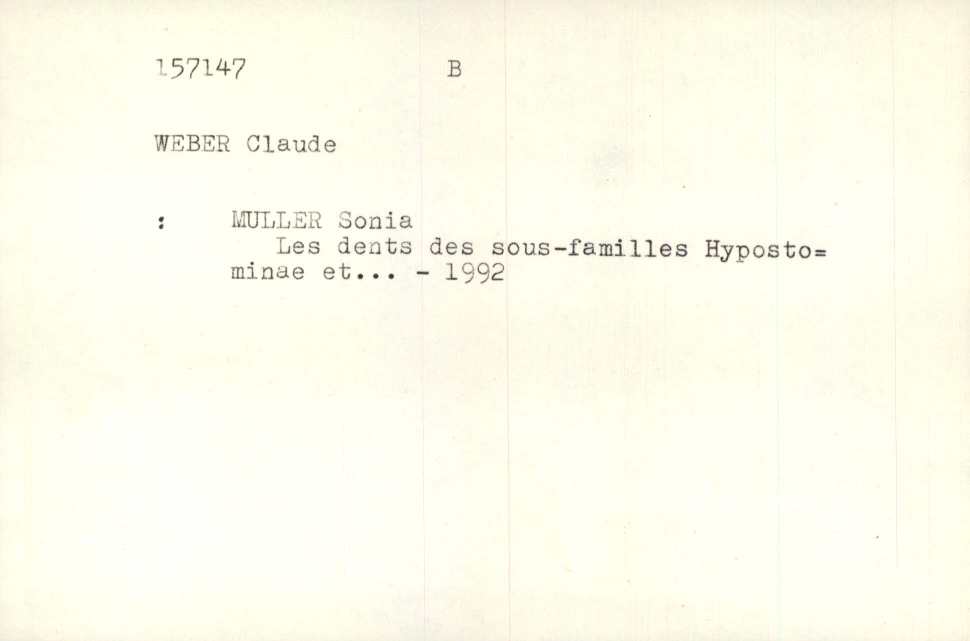 157147 B
WEBER Claude
: MULLER Sonia
Les dents des sous-familles Hyposto=
minae et... - 1992